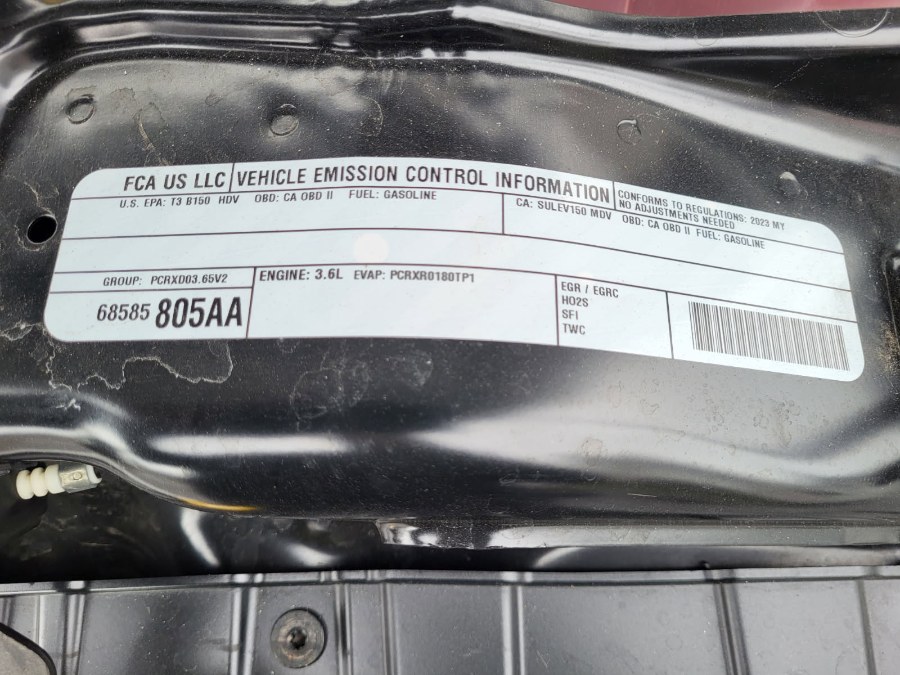 FCA US LLC VEHICLE EMISSION CONTROL INFORMATION
CONFORMS TO REGULATIONS: 2023 MY
NO ADJUSTMENTS NEEDED
U.S. EPA: T3 B150 HDV OBD: CA OBD II FUEL: GASOLINE
CA: SULEV150 MDV OBD: CA OBD II FUEL: GASOLINE
GROUP: PCRXD03.65V2
68585 805AA
ENGINE: 3.6L EVAP: PCRXR0180TP1
EGR / EGRC
HO2S
SFI
TWC